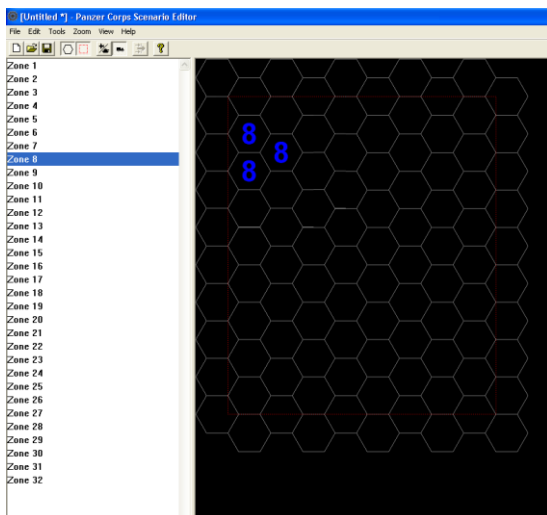 [Untitled *] - Panzer Corps Scenario Editor
File Edit Tools Zoom View Help
Zone 1
Zone 2
Zone 3
Zone 4
Zone 5
Zone 6
Zone 7
Zone 8
Zone 9
Zone 10
Zone 11
Zone 12
Zone 13
Zone 14
Zone 15
Zone 16
Zone 17
Zone 18
Zone 19
Zone 20
Zone 21
Zone 22
Zone 23
Zone 24
Zone 25
Zone 26
Zone 27
Zone 28
Zone 29
Zone 30
Zone 31
Zone 32
8
8
8